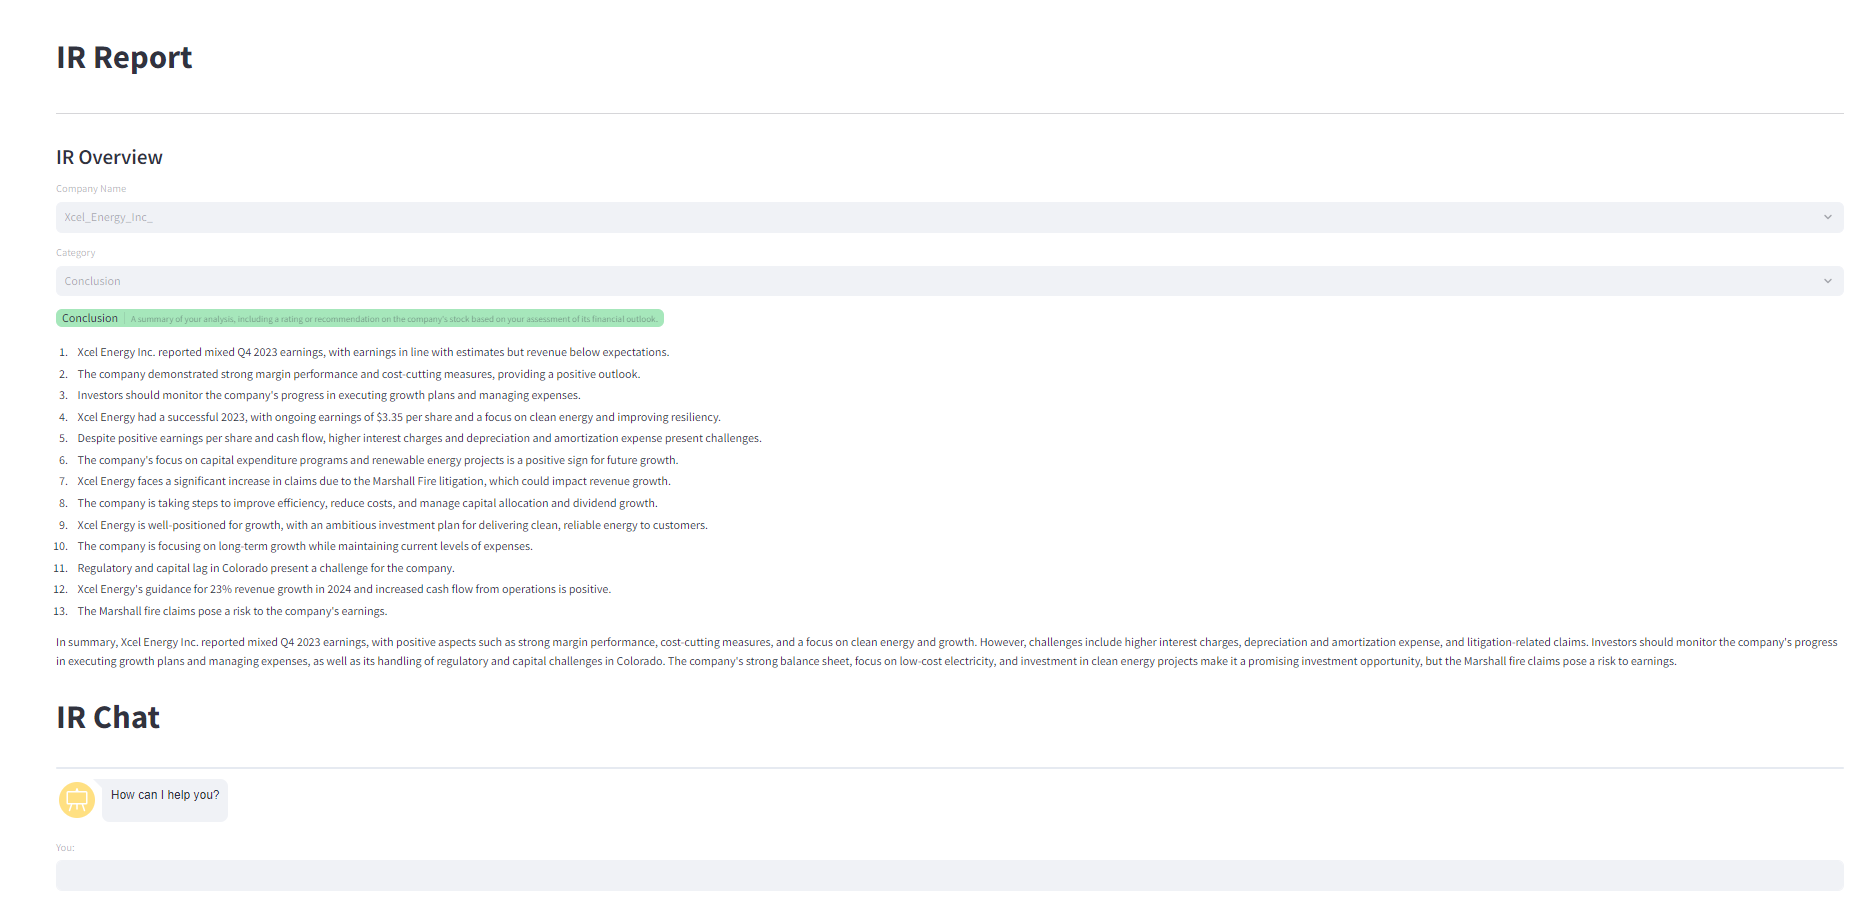 IR Report
IR Overview
Company Name
Xcel_Energy_Inc_
Category
Conclusion
Conclusion A summary of your analysis, including a rating or recommendation on the company's stock based on your assessment of its financial outlook.
1. Xcel Energy Inc. reported mixed Q4 2023 earnings, with earnings in line with estimates but revenue below expectations.
2. The company demonstrated strong margin performance and cost-cutting measures, providing a positive outlook.
3. Investors should monitor the company's progress in executing growth plans and managing expenses.
4. Xcel Energy had a successful 2023, with ongoing earnings of $3.35 per share and a focus on clean energy and improving resiliency.
5. Despite positive earnings per share and cash flow, higher interest charges and depreciation and amortization expense present challenges.
6. The company's focus on capital expenditure programs and renewable energy projects is a positive sign for future growth.
7. Xcel Energy faces a significant increase in claims due to the Marshall Fire litigation, which could impact revenue growth.
8. The company is taking steps to improve efficiency, reduce costs, and manage capital allocation and dividend growth.
9. Xcel Energy is well-positioned for growth, with an ambitious investment plan for delivering clean, reliable energy to customers.
10. The company is focusing on long-term growth while maintaining current levels of expenses.
11. Regulatory and capital lag in Colorado present a challenge for the company.
12. Xcel Energy's guidance for 23% revenue growth in 2024 and increased cash flow from operations is positive.
13. The Marshall fire claims pose a risk to the company's earnings.
In summary, Xcel Energy Inc. reported mixed Q4 2023 earnings, with positive aspects such as strong margin performance, cost-cutting measures, and a focus on clean energy and growth. However, challenges include higher interest charges, depreciation and amortization expense, and litigation-related claims. Investors should monitor the company's progress
in executing growth plans and managing expenses, as well as its handling of regulatory and capital challenges in Colorado. The company's strong balance sheet, focus on low-cost electricity, and investment in clean energy projects make it a promising investment opportunity, but the Marshall fire claims pose a risk to earnings.
IR Chat
How can I help you?
You: